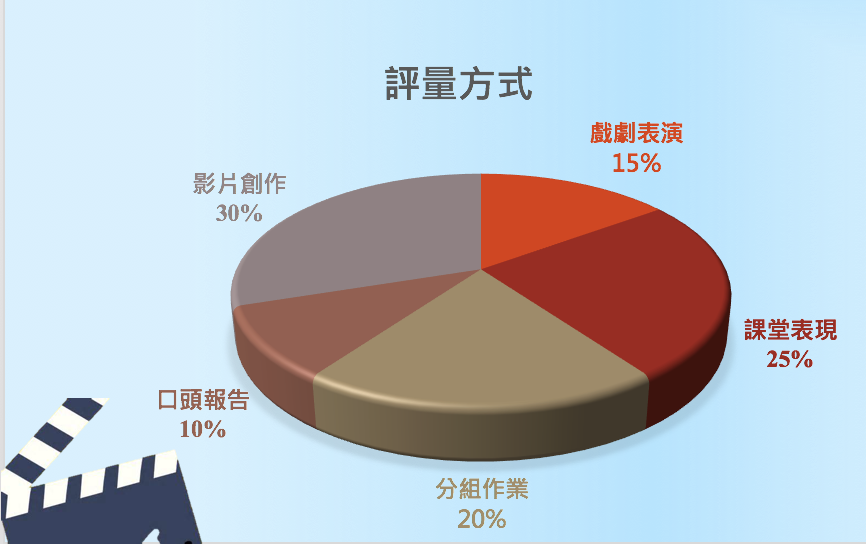 評量方式
戲劇表演
15%
課堂表現
25%
分組作業
20%
口頭報告
10%
影片創作
30%